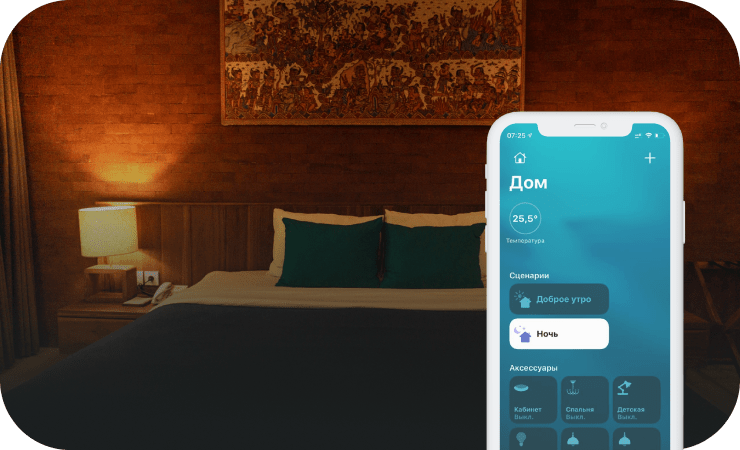 07:25
Дом
25,5°
Температура
Сценарии
Доброе утро
Ночь
Аксессуары
Кабинет
Выкл.
Спальня
Выкл.
Детская
Выкл.